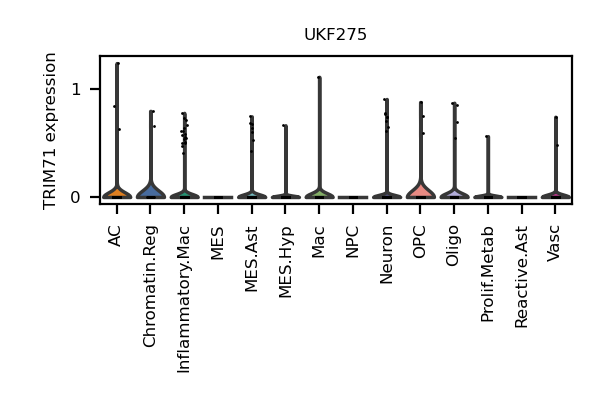 UKF275
TRIM71 expression
1
0
AC
Chromatin.Reg
Inflammatory.Mac
MES
MES.Ast
MES.Hyp
Mac
NPC
Neuron
OPC
Oligo
Prolif.Metab
Reactive.Ast
Vasc